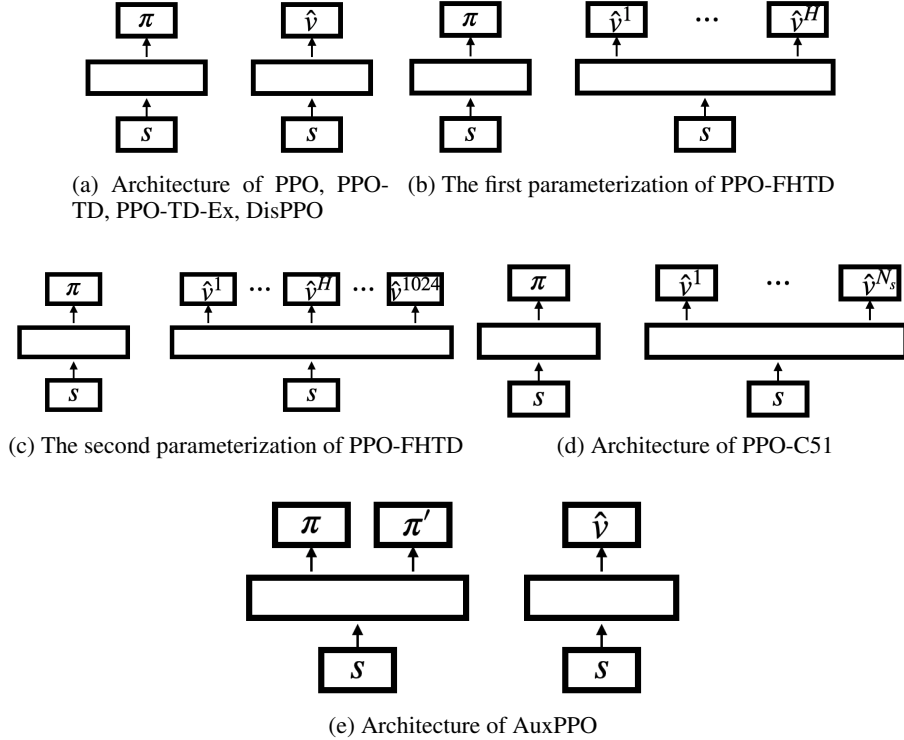 π v̂ π v̂¹ ... v̂ᴴ
s s s s
(a) Architecture of PPO, PPO-
TD, PPO-TD-Ex, DisPPO
(b) The first parameterization of PPO-FHTD
π v̂¹ ... v̂ᴴ ... v̂¹⁰²⁴ π v̂¹ ... v̂ᴺˢ
s s s s
(c) The second parameterization of PPO-FHTD
(d) Architecture of PPO-C51
π π′ v̂
s s
(e) Architecture of AuxPPO